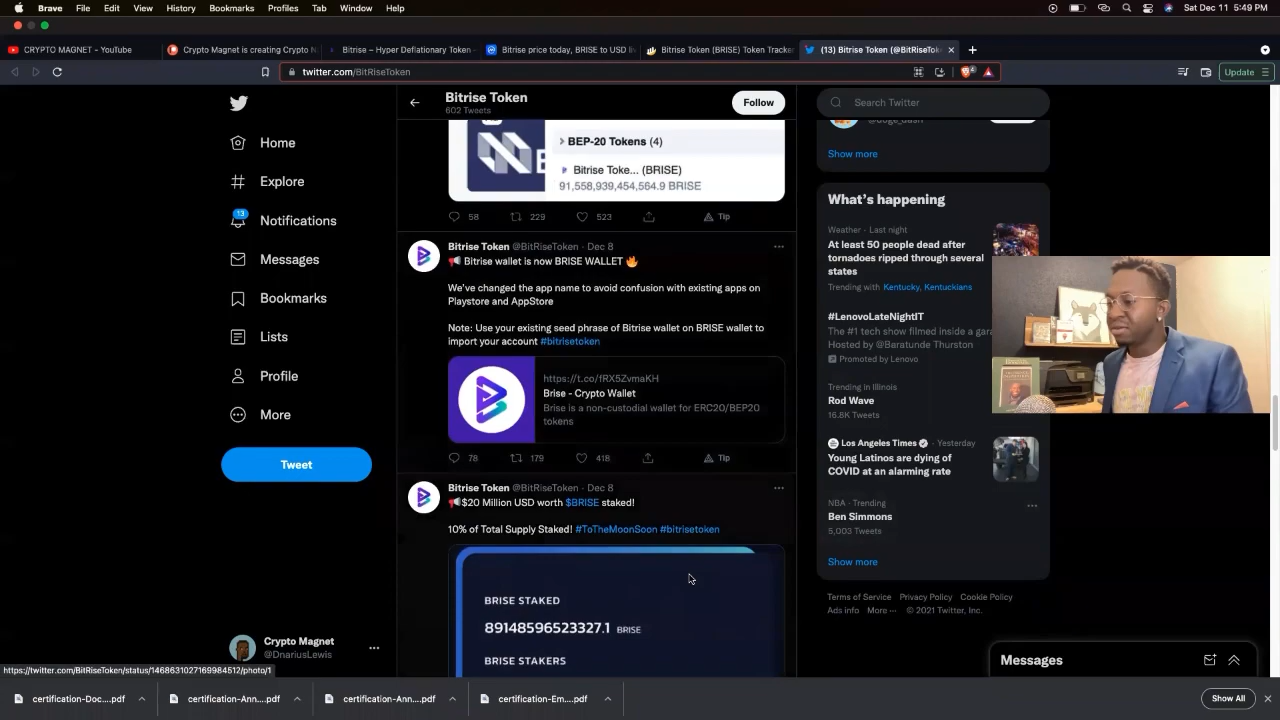 Brave File Edit View History Bookmarks Profiles Tab Window Help
Sat Dec 11 5:49 PM
CRYPTO MAGNET - YouTube
Crypto Magnet is creating Crypto N
Bitrise – Hyper Deflationary Token -
Bitrise price today, BRISE to USD li
Bitrise Token (BRISE) Token Tracker
(13) Bitrise Token (@BitRiseTok
twitter.com/BitRiseToken
Update
Home
Explore
13
Notifications
Messages
Bookmarks
Lists
Profile
More
Tweet
Crypto Magnet
@DnariusLewis
Bitrise Token
602 Tweets
Follow
BEP-20 Tokens (4)
Bitrise Toke... (BRISE)
91,558,939,454,564.9 BRISE
58 229 523 Tip
Bitrise Token @BitRiseToken · Dec 8
Bitrise wallet is now BRISE WALLET
We've changed the app name to avoid confusion with existing apps on
Playstore and AppStore
Note: Use your existing seed phrase of Bitrise wallet on BRISE wallet to
import your account #bitrisetoken
https://t.co/fRX5ZvmaKH
Brise - Crypto Wallet
Brise is a non-custodial wallet for ERC20/BEP20
tokens
78 179 418 Tip
Bitrise Token @BitRiseToken · Dec 8
$20 Million USD worth $BRISE staked!
10% of Total Supply Staked! #ToTheMoonSoon #bitrisetoken
BRISE STAKED
89148596523327.1 BRISE
BRISE STAKERS
Search Twitter
@doge_dash
Show more
What's happening
Weather · Last night
At least 50 people dead after
tornadoes ripped through several
states
Trending with Kentucky, Kentuckians
#LenovoLateNightIT
The #1 tech show filmed inside a gara
Hosted by @Baratunde Thurston
Promoted by Lenovo
Trending in Illinois
Rod Wave
16.8K Tweets
Los Angeles Times · Yesterday
Young Latinos are dying of
COVID at an alarming rate
NBA · Trending
Ben Simmons
5,003 Tweets
Show more
Terms of Service Privacy Policy Cookie Policy
Ads info More ··· © 2021 Twitter, Inc.
Messages
https://twitter.com/BitRiseToken/status/1468631027169984512/photo/1
certification-Doc....pdf
certification-Ann....pdf
certification-Ann....pdf
certification-Em....pdf
Show All